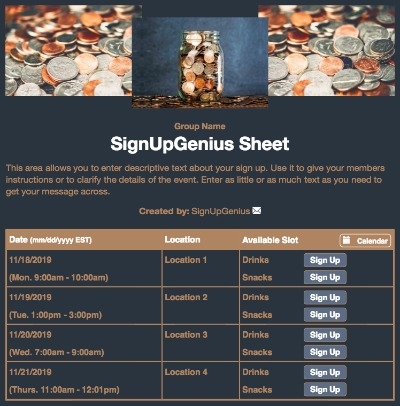 Group Name
SignUpGenius Sheet
This area allows you to enter descriptive text about your sign up. Use it to give your members
instructions or to clarify the details of the event. Enter as little or as much text as you need to
get your message across.
Created by: SignUpGenius
Date (mm/dd/yyyy EST) Location Available Slot Calendar
11/18/2019 Location 1 Drinks Sign Up
(Mon. 9:00am - 10:00am) Snacks Sign Up
11/19/2019 Location 2 Drinks Sign Up
(Tue. 1:00pm - 3:00pm) Snacks Sign Up
11/20/2019 Location 3 Drinks Sign Up
(Wed. 7:00am - 9:00am) Snacks Sign Up
11/21/2019 Location 4 Drinks Sign Up
(Thurs. 11:00am - 12:01pm) Snacks Sign Up